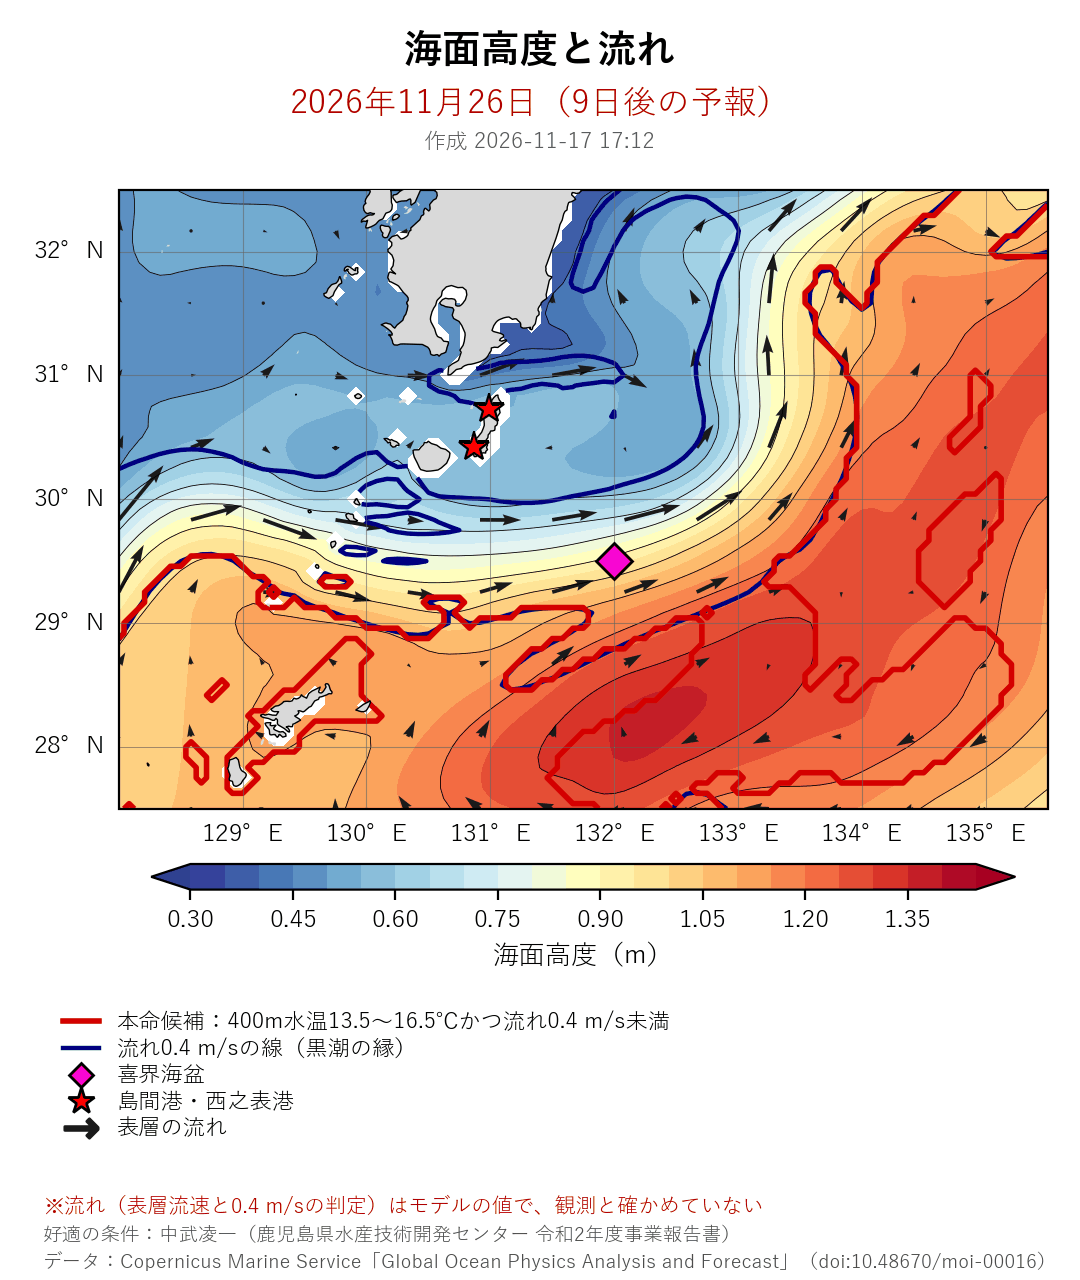 海面高度と流れ
2026年11月26日（9日後の予報）
作成 2026-11-17 17:12
32° N
31° N
30° N
29° N
28° N
129° E 130° E 131° E 132° E 133° E 134° E 135° E
0.30 0.45 0.60 0.75 0.90 1.05 1.20 1.35
海面高度（m）
本命候補：400m水温13.5～16.5℃かつ流れ0.4 m/s未満
流れ0.4 m/sの線（黒潮の縁）
喜界海盆
島間港・西之表港
表層の流れ
※流れ（表層流速と0.4 m/sの判定）はモデルの値で、観測と確かめていない
好適の条件：中武凌一（鹿児島県水産技術開発センター 令和2年度事業報告書）
データ：Copernicus Marine Service「Global Ocean Physics Analysis and Forecast」（doi:10.48670/moi-00016）